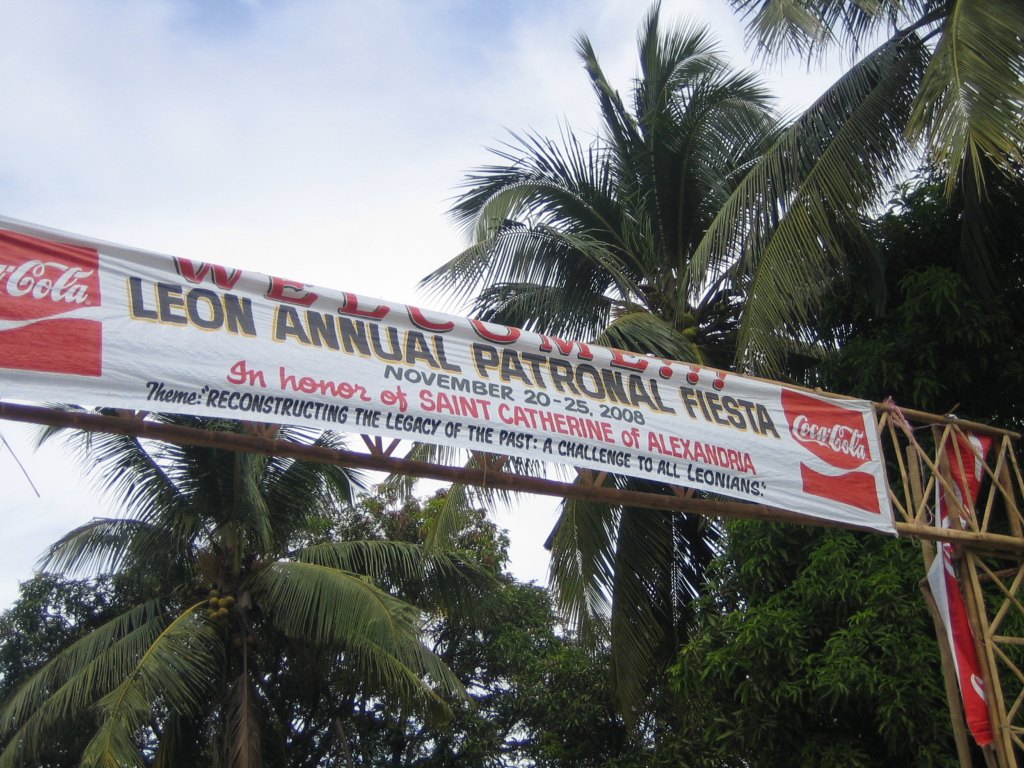 WELCOME!!!
LEON ANNUAL PATRONAL FIESTA
NOVEMBER 20-25, 2008
In honor of SAINT CATHERINE of ALEXANDRIA
Theme: "RECONSTRUCTING THE LEGACY OF THE PAST: A CHALLENGE TO ALL LEONIANS."
Coca-Cola
Coca-Cola